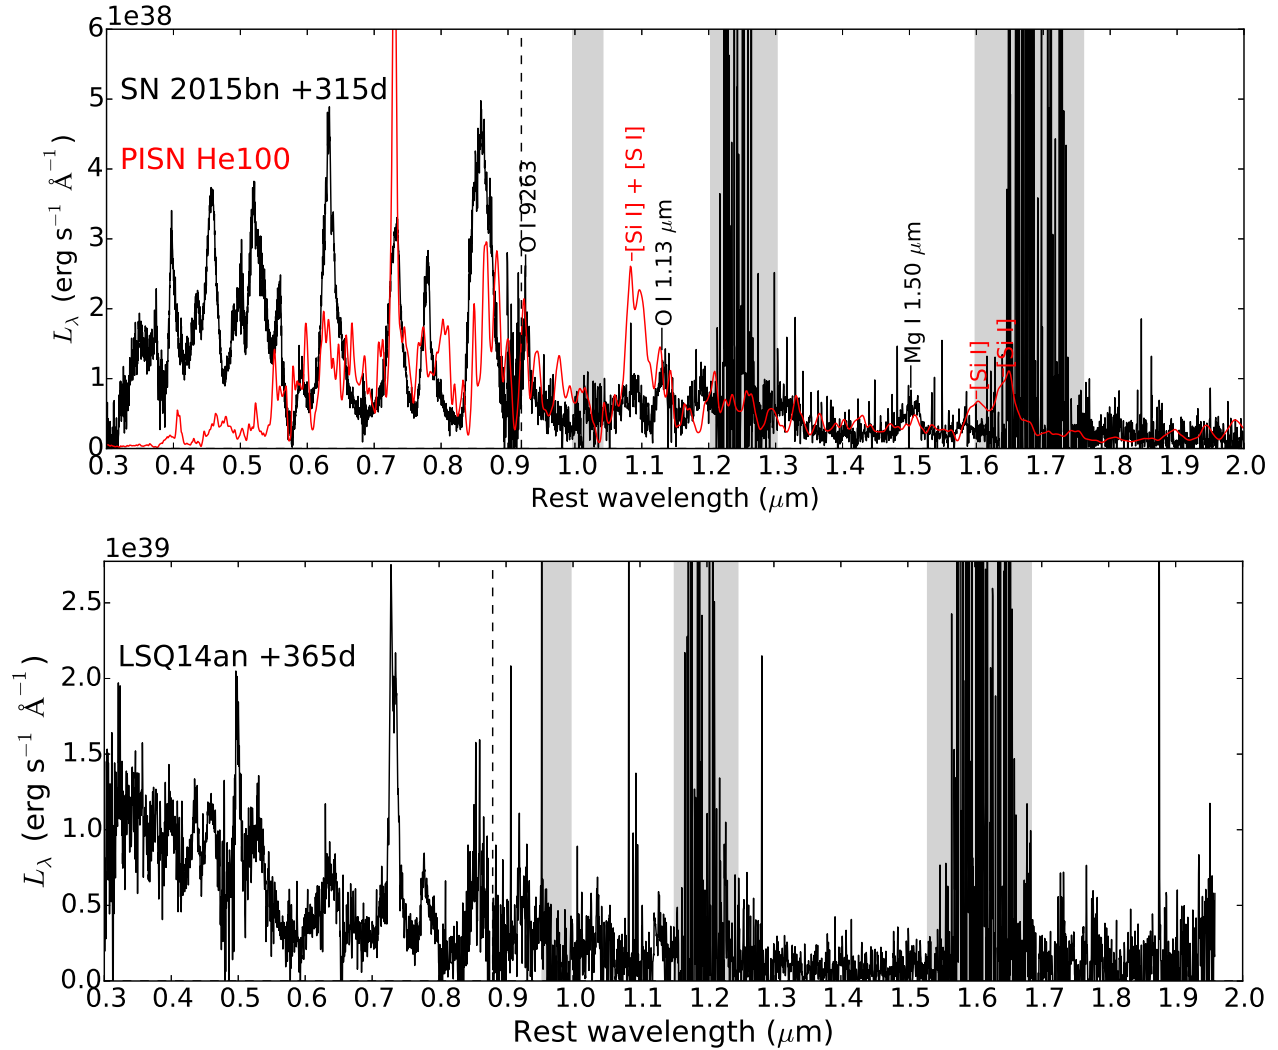 1e38
6
5
4
3
2
1
0
L_λ (erg s⁻¹ Å⁻¹)
SN 2015bn +315d
PISN He100
O I 9263
[Si I] + [S I]
O I 1.13 μm
Mg I 1.50 μm
[Si I]
[Si I]
0.3 0.4 0.5 0.6 0.7 0.8 0.9 1.0 1.1 1.2 1.3 1.4 1.5 1.6 1.7 1.8 1.9 2.0
Rest wavelength (μm)
1e39
2.5
2.0
1.5
1.0
0.5
0.0
L_λ (erg s⁻¹ Å⁻¹)
LSQ14an +365d
0.3 0.4 0.5 0.6 0.7 0.8 0.9 1.0 1.1 1.2 1.3 1.4 1.5 1.6 1.7 1.8 1.9 2.0
Rest wavelength (μm)